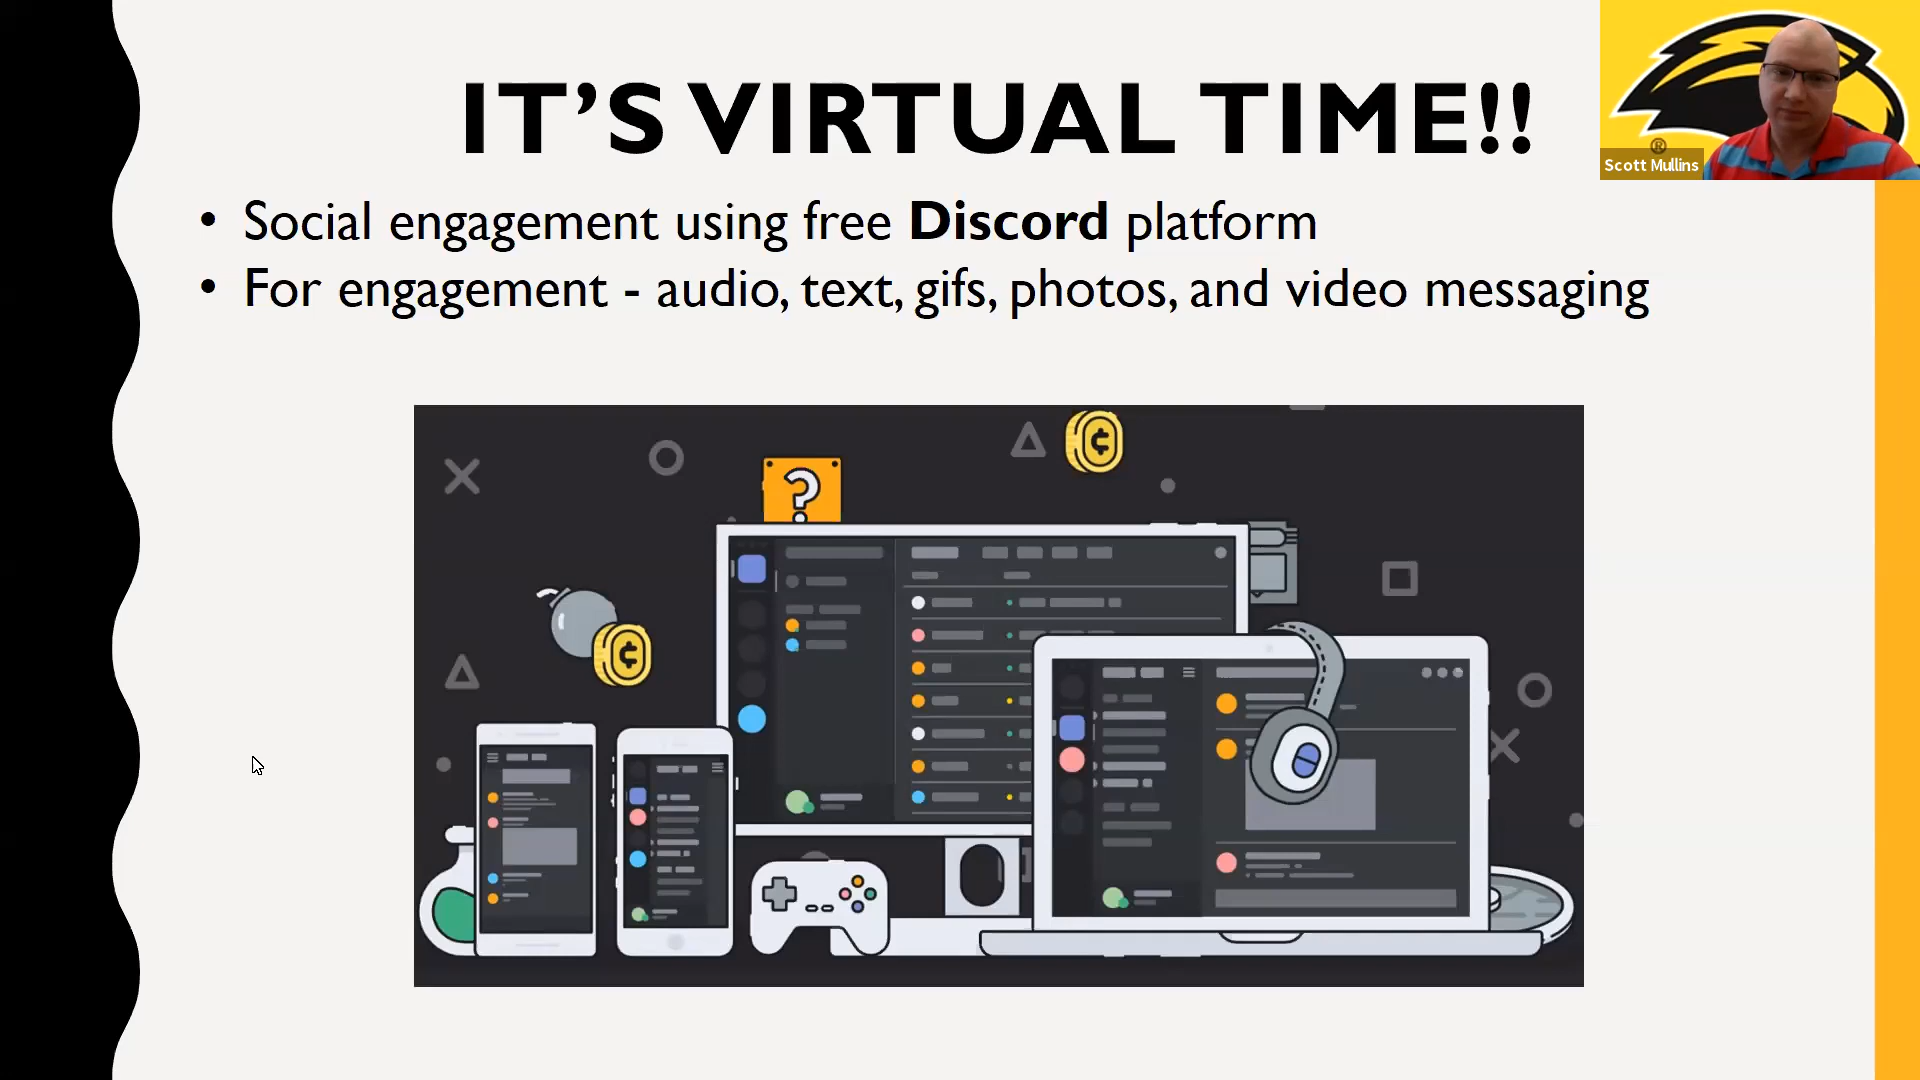 IT’S VIRTUAL TIME!!
• Social engagement using free Discord platform
• For engagement - audio, text, gifs, photos, and video messaging
®
Scott Mullins
?
¢
¢